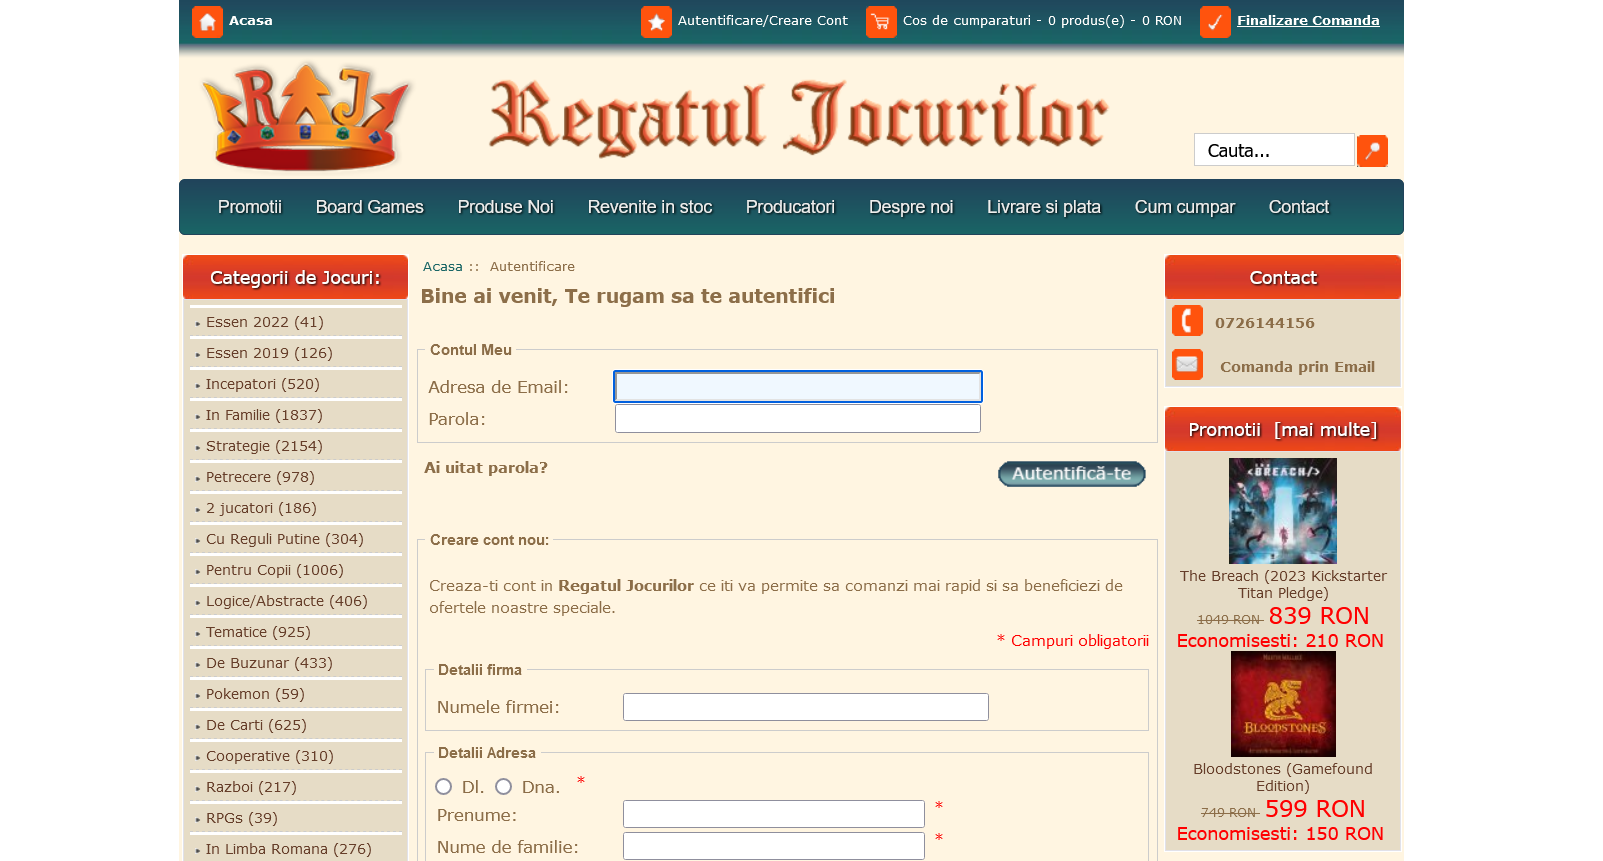 Acasa
Autentificare/Creare Cont
Cos de cumparaturi - 0 produs(e) - 0 RON
Finalizare Comanda
RAJ
Regatul Jocurilor
Cauta...
Promotii
Board Games
Produse Noi
Revenite in stoc
Producatori
Despre noi
Livrare si plata
Cum cumpar
Contact
Categorii de Jocuri:
Essen 2022 (41)
Essen 2019 (126)
Incepatori (520)
In Familie (1837)
Strategie (2154)
Petrecere (978)
2 jucatori (186)
Cu Reguli Putine (304)
Pentru Copii (1006)
Logice/Abstracte (406)
Tematice (925)
De Buzunar (433)
Pokemon (59)
De Carti (625)
Cooperative (310)
Razboi (217)
RPGs (39)
In Limba Romana (276)
Acasa :: Autentificare
Bine ai venit, Te rugam sa te autentifici
Contul Meu
Adresa de Email:
Parola:
Ai uitat parola?
Autentifică-te
Creare cont nou:
Creaza-ti cont in Regatul Jocurilor ce iti va permite sa comanzi mai rapid si sa beneficiezi de
ofertele noastre speciale.
* Campuri obligatorii
Detalii firma
Numele firmei:
Detalii Adresa
Dl. Dna. *
Prenume: *
Nume de familie: *
Contact
0726144156
Comanda prin Email
Promotii [mai multe]
<BREACH/>
The Breach (2023 Kickstarter
Titan Pledge)
1049 RON 839 RON
Economisesti: 210 RON
BLOODSTONES
Bloodstones (Gamefound
Edition)
749 RON 599 RON
Economisesti: 150 RON